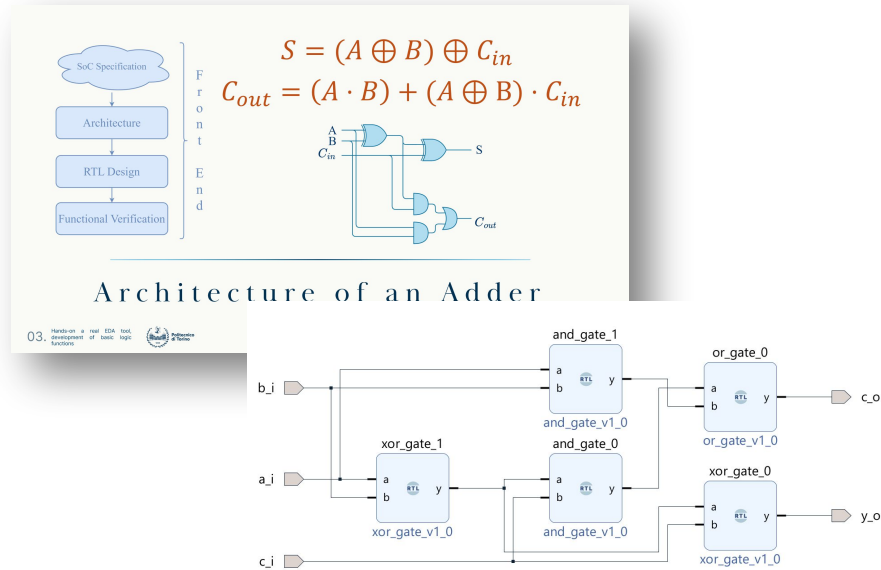 SoC Specification
Architecture
RTL Design
Functional Verification
Front End
S = (A ⊕ B) ⊕ C_in
C_out = (A · B) + (A ⊕ B) · C_in
A
B
C_in
S
C_out
Architecture of an Adder
03.
Hands-on a real EDA tool,
development of basic logic
functions
Politecnico
di Torino
b_i
a_i
c_i
and_gate_1
a
b
RTL
y
and_gate_v1_0
xor_gate_1
a
b
RTL
y
xor_gate_v1_0
and_gate_0
a
b
RTL
y
and_gate_v1_0
or_gate_0
a
b
RTL
y
or_gate_v1_0
xor_gate_0
a
b
RTL
y
xor_gate_v1_0
c_o
y_o